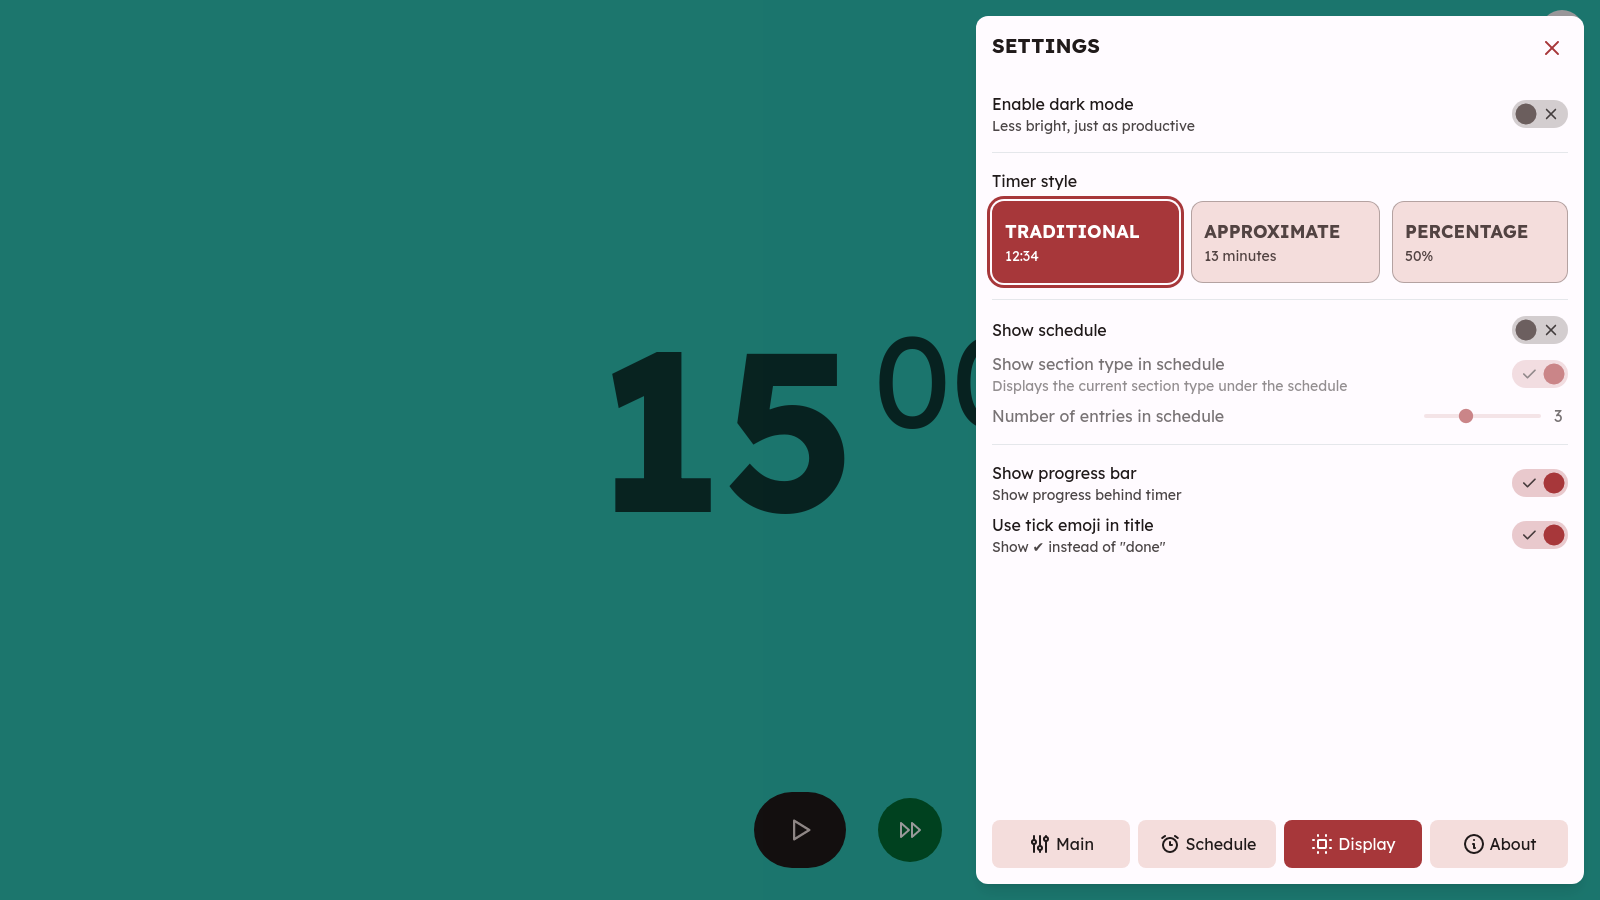 SETTINGS
Enable dark mode
Less bright, just as productive
Timer style
TRADITIONAL
12:34
APPROXIMATE
13 minutes
PERCENTAGE
50%
Show schedule
Show section type in schedule
Displays the current section type under the schedule
Number of entries in schedule
3
Show progress bar
Show progress behind timer
Use tick emoji in title
Show ✔ instead of "done"
15 00
Main
Schedule
Display
About